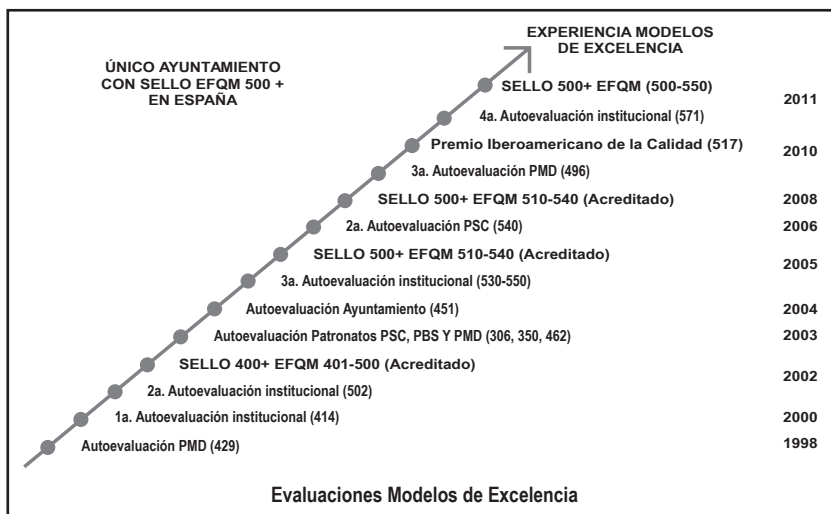 EXPERIENCIA MODELOS
DE EXCELENCIA
ÚNICO AYUNTAMIENTO
CON SELLO EFQM 500 +
EN ESPAÑA
SELLO 500+ EFQM (500-550)
2011
4a. Autoevaluación institucional (571)
Premio Iberoamericano de la Calidad (517)
2010
3a. Autoevaluación PMD (496)
SELLO 500+ EFQM 510-540 (Acreditado)
2008
2a. Autoevaluación PSC (540)
2006
SELLO 500+ EFQM 510-540 (Acreditado)
2005
3a. Autoevaluación institucional (530-550)
Autoevaluación Ayuntamiento (451)
2004
Autoevaluación Patronatos PSC, PBS Y PMD (306, 350, 462)
2003
SELLO 400+ EFQM 401-500 (Acreditado)
2002
2a. Autoevaluación institucional (502)
1a. Autoevaluación institucional (414)
2000
Autoevaluación PMD (429)
1998
Evaluaciones Modelos de Excelencia